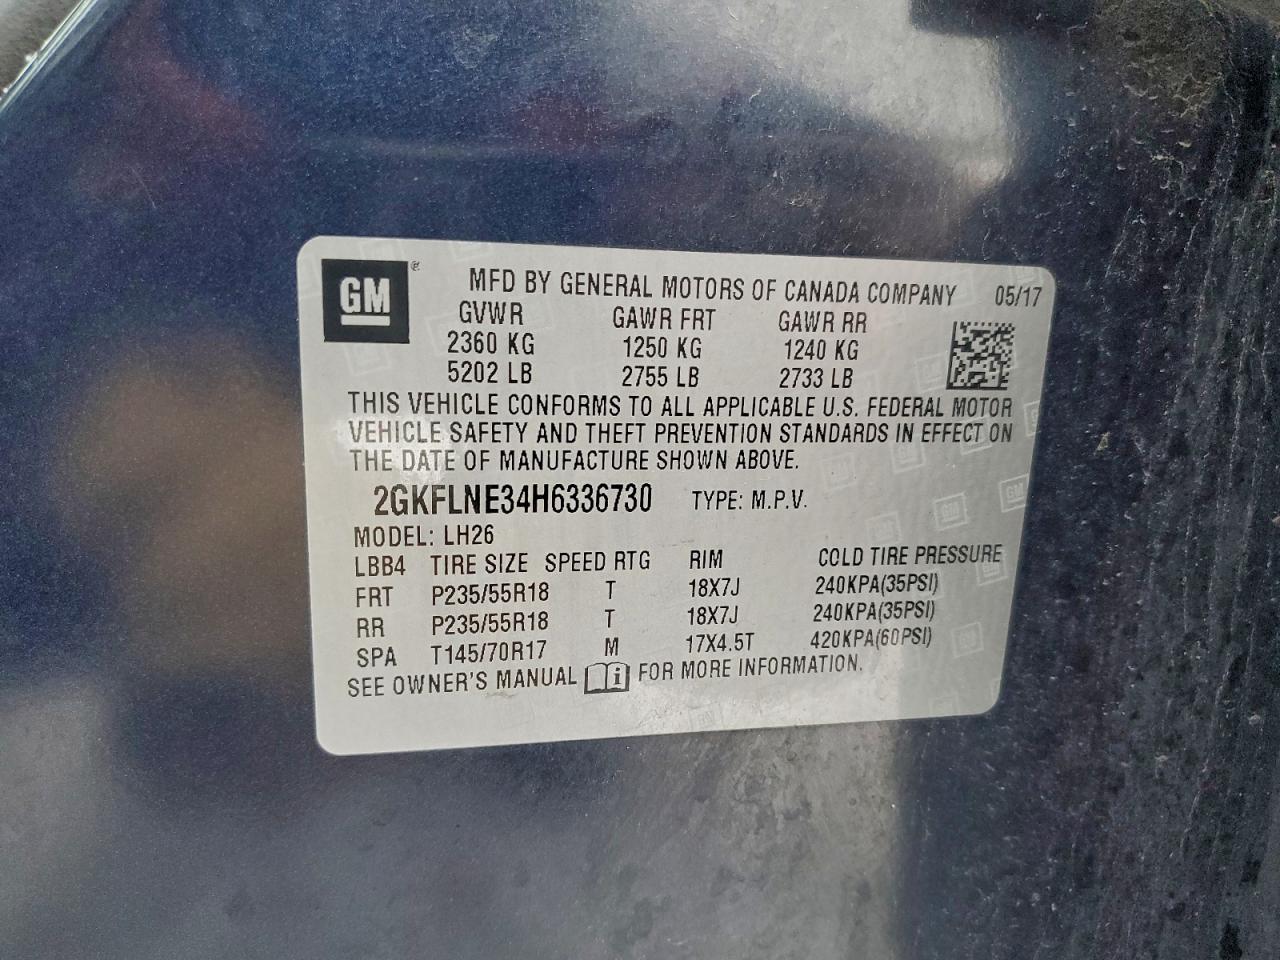 GM ®
MFD BY GENERAL MOTORS OF CANADA COMPANY 05/17
GVWR GAWR FRT GAWR RR
2360 KG 1250 KG 1240 KG
5202 LB 2755 LB 2733 LB
THIS VEHICLE CONFORMS TO ALL APPLICABLE U.S. FEDERAL MOTOR
VEHICLE SAFETY AND THEFT PREVENTION STANDARDS IN EFFECT ON
THE DATE OF MANUFACTURE SHOWN ABOVE.
2GKFLNE34H6336730 TYPE: M.P.V.
MODEL: LH26
LBB4 TIRE SIZE SPEED RTG RIM COLD TIRE PRESSURE
FRT P235/55R18 T 18X7J 240KPA(35PSI)
RR P235/55R18 T 18X7J 240KPA(35PSI)
SPA T145/70R17 M 17X4.5T 420KPA(60PSI)
SEE OWNER'S MANUAL i FOR MORE INFORMATION.